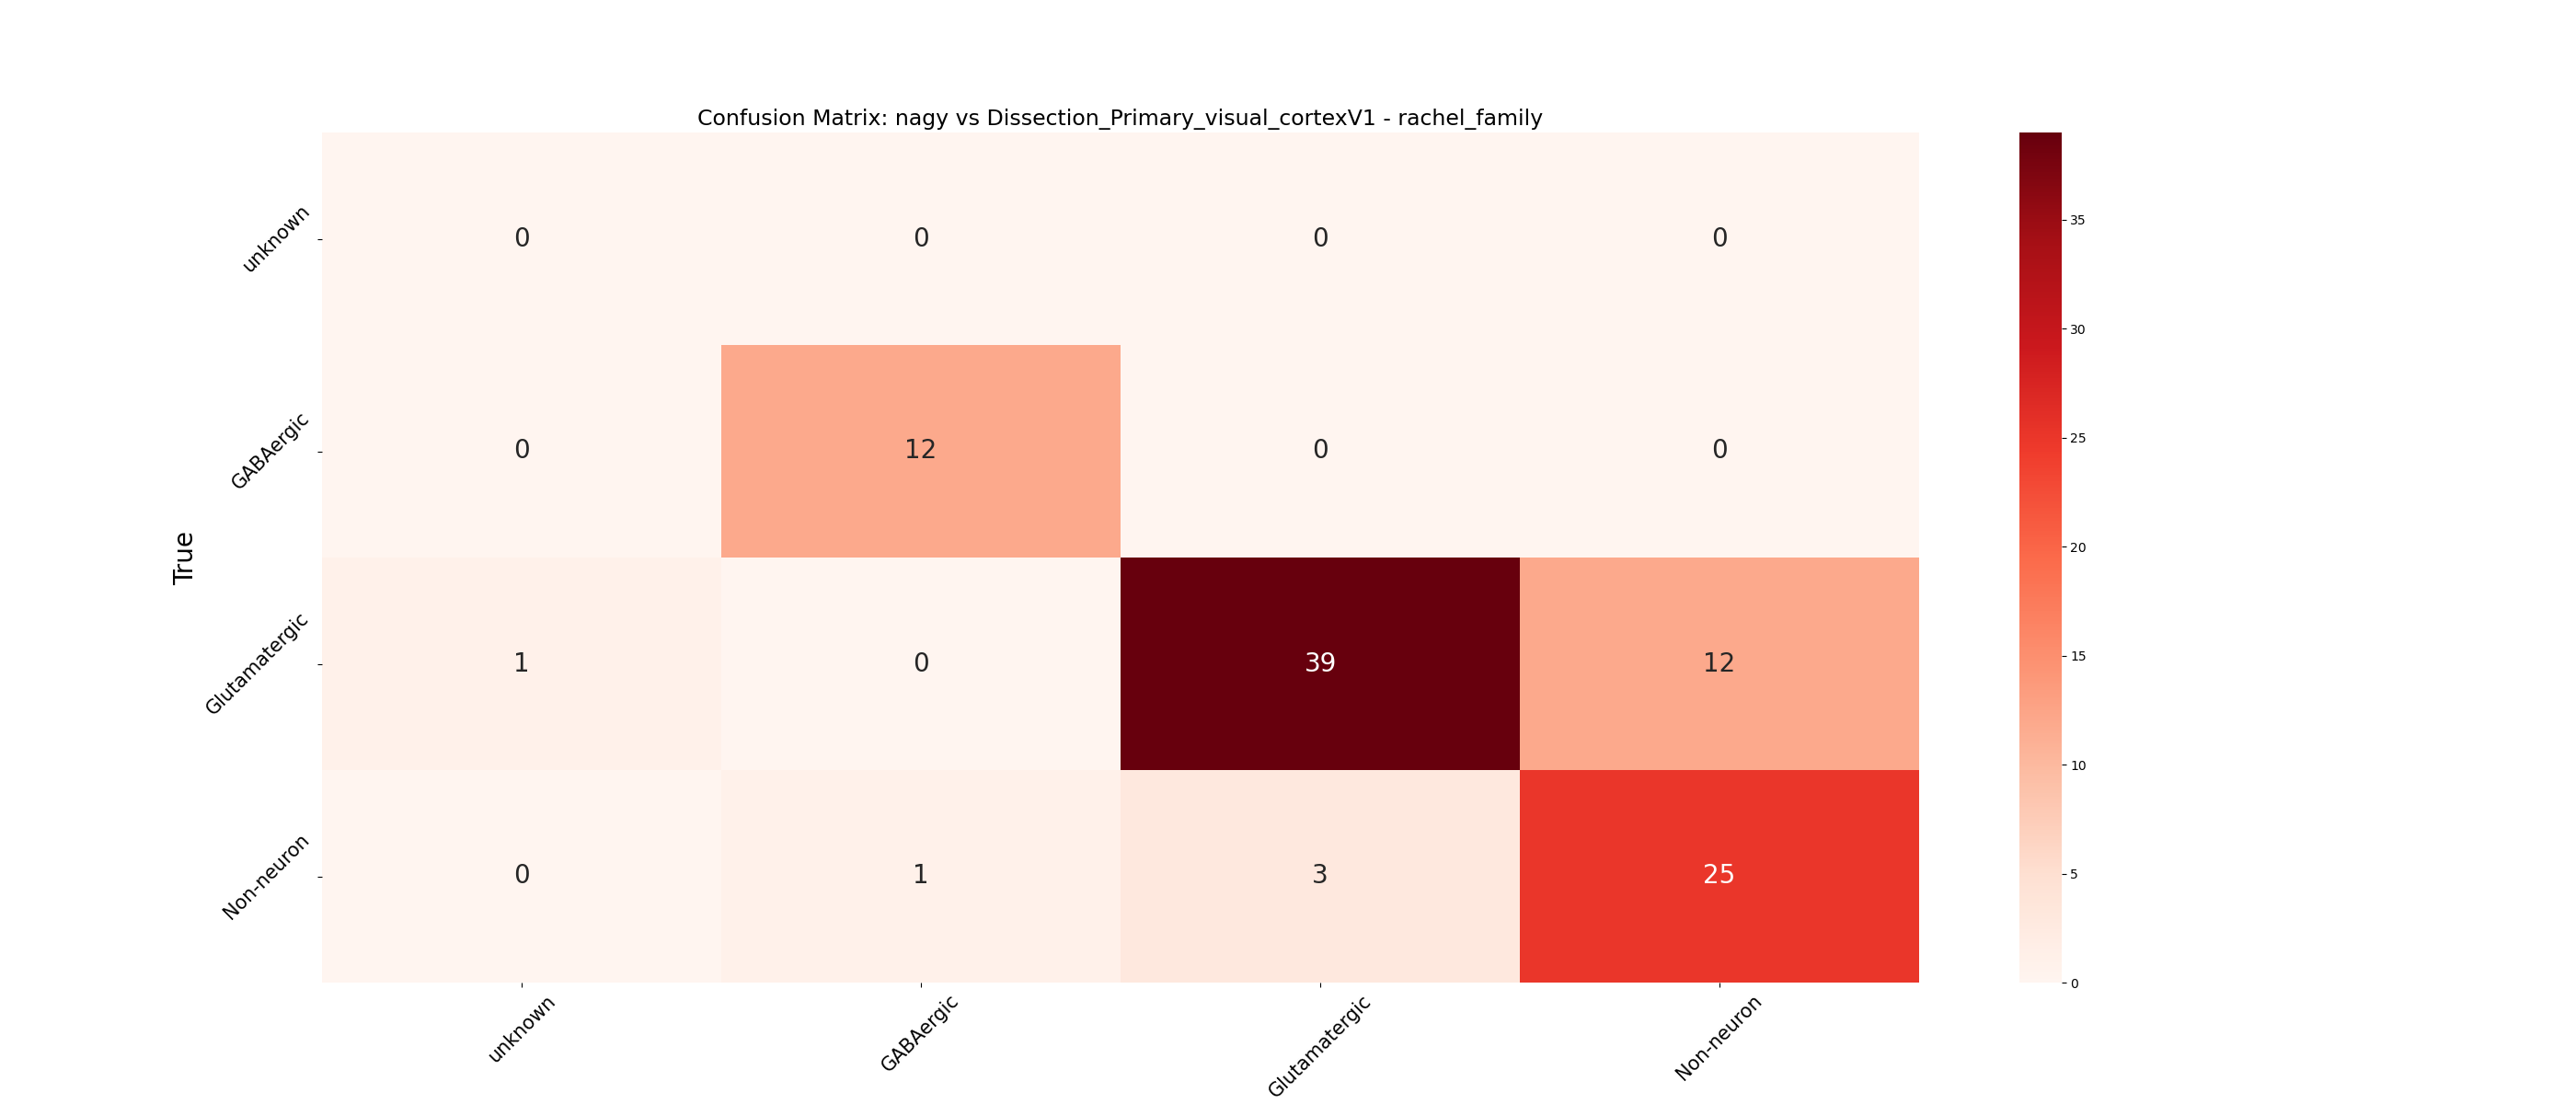 Confusion Matrix: nagy vs Dissection_Primary_visual_cortexV1 - rachel_family
True
unknown 0 0 0 0
GABAergic 0 12 0 0
Glutamatergic 1 0 39 12
Non-neuron 0 1 3 25
unknown GABAergic Glutamatergic Non-neuron
35
30
25
20
15
10
5
0